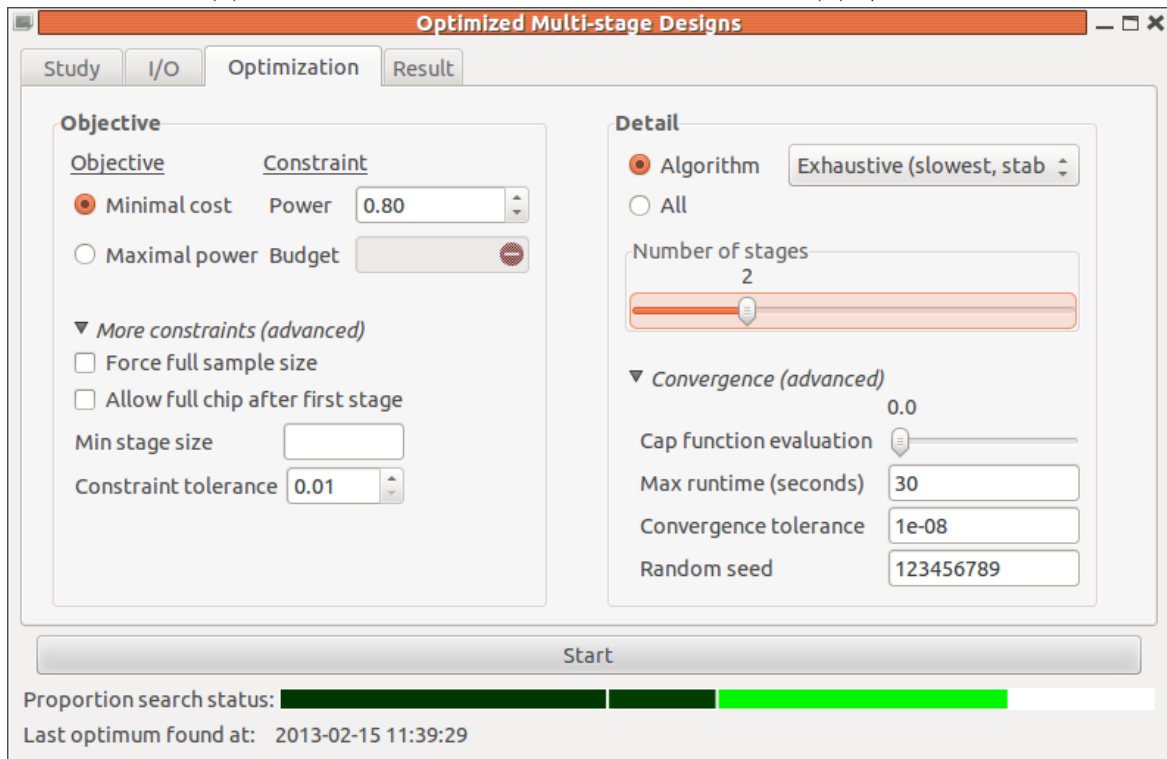 Optimized Multi-stage Designs
Study I/O Optimization Result
Objective
Objective Constraint
Minimal cost Power 0.80
Maximal power Budget
More constraints (advanced)
Force full sample size
Allow full chip after first stage
Min stage size
Constraint tolerance 0.01
Detail
Algorithm Exhaustive (slowest, stab
All
Number of stages
2
Convergence (advanced)
0.0
Cap function evaluation
Max runtime (seconds) 30
Convergence tolerance 1e-08
Random seed 123456789
Start
Proportion search status:
Last optimum found at: 2013-02-15 11:39:29